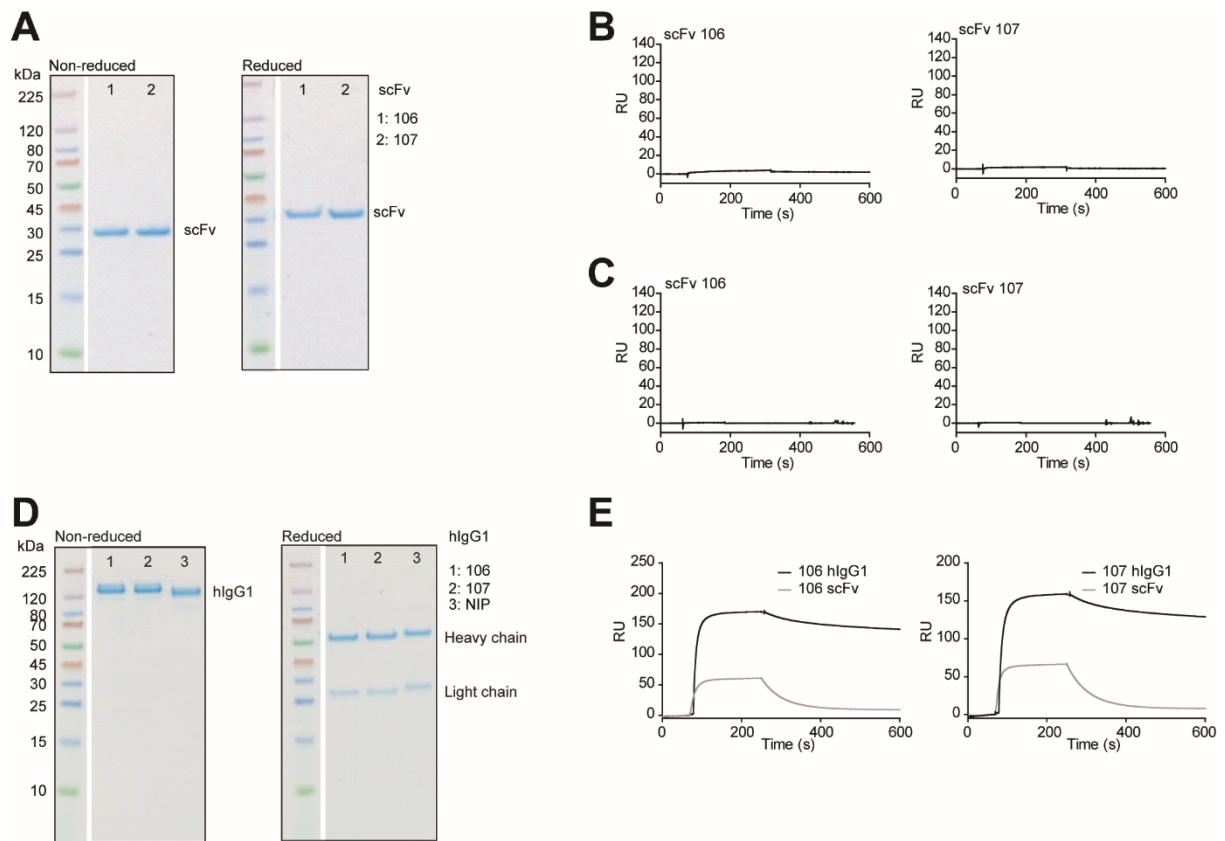 A
Non-reduced
Reduced
kDa
1 2
1 2
scFv
225
120
80
70
50
45
30
25
15
10
1: 106
2: 107
scFv
scFv
B
scFv 106
RU
140
120
100
80
60
40
20
0
0 200 400 600
Time (s)
scFv 107
RU
140
120
100
80
60
40
20
0
0 200 400 600
Time (s)
C
scFv 106
RU
140
120
100
80
60
40
20
0
0 200 400 600
Time (s)
scFv 107
RU
140
120
100
80
60
40
20
0
0 200 400 600
Time (s)
D
Non-reduced
Reduced
kDa
1 2 3
1 2 3
hIgG1
225
120
80
70
50
45
30
25
15
10
hIgG1
1: 106
2: 107
3: NIP
Heavy chain
Light chain
E
106 hIgG1
106 scFv
RU
250
200
150
100
50
0
0 200 400 600
Time (s)
107 hIgG1
107 scFv
RU
200
150
100
50
0
0 200 400 600
Time (s)